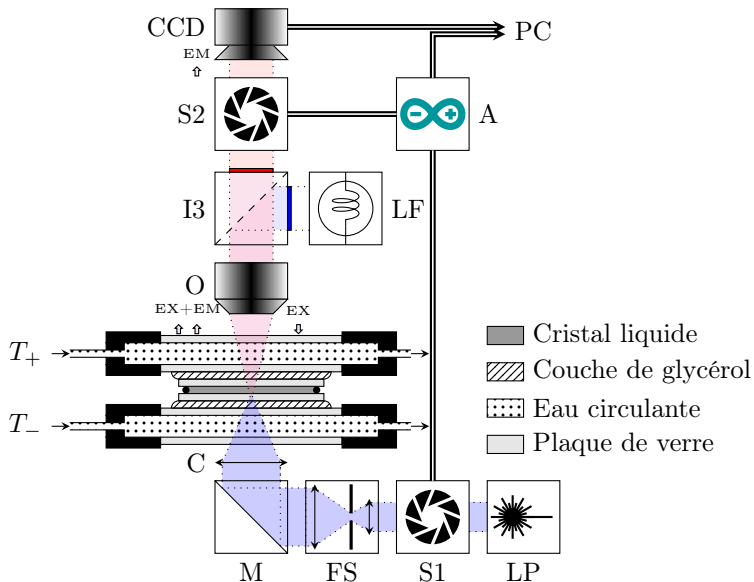 CCD
PC
EM
S2
A
I3
LF
O
EX+EM
EX
T₊
T₋
Cristal liquide
Couche de glycérol
Eau circulante
Plaque de verre
C
M
FS
S1
LP